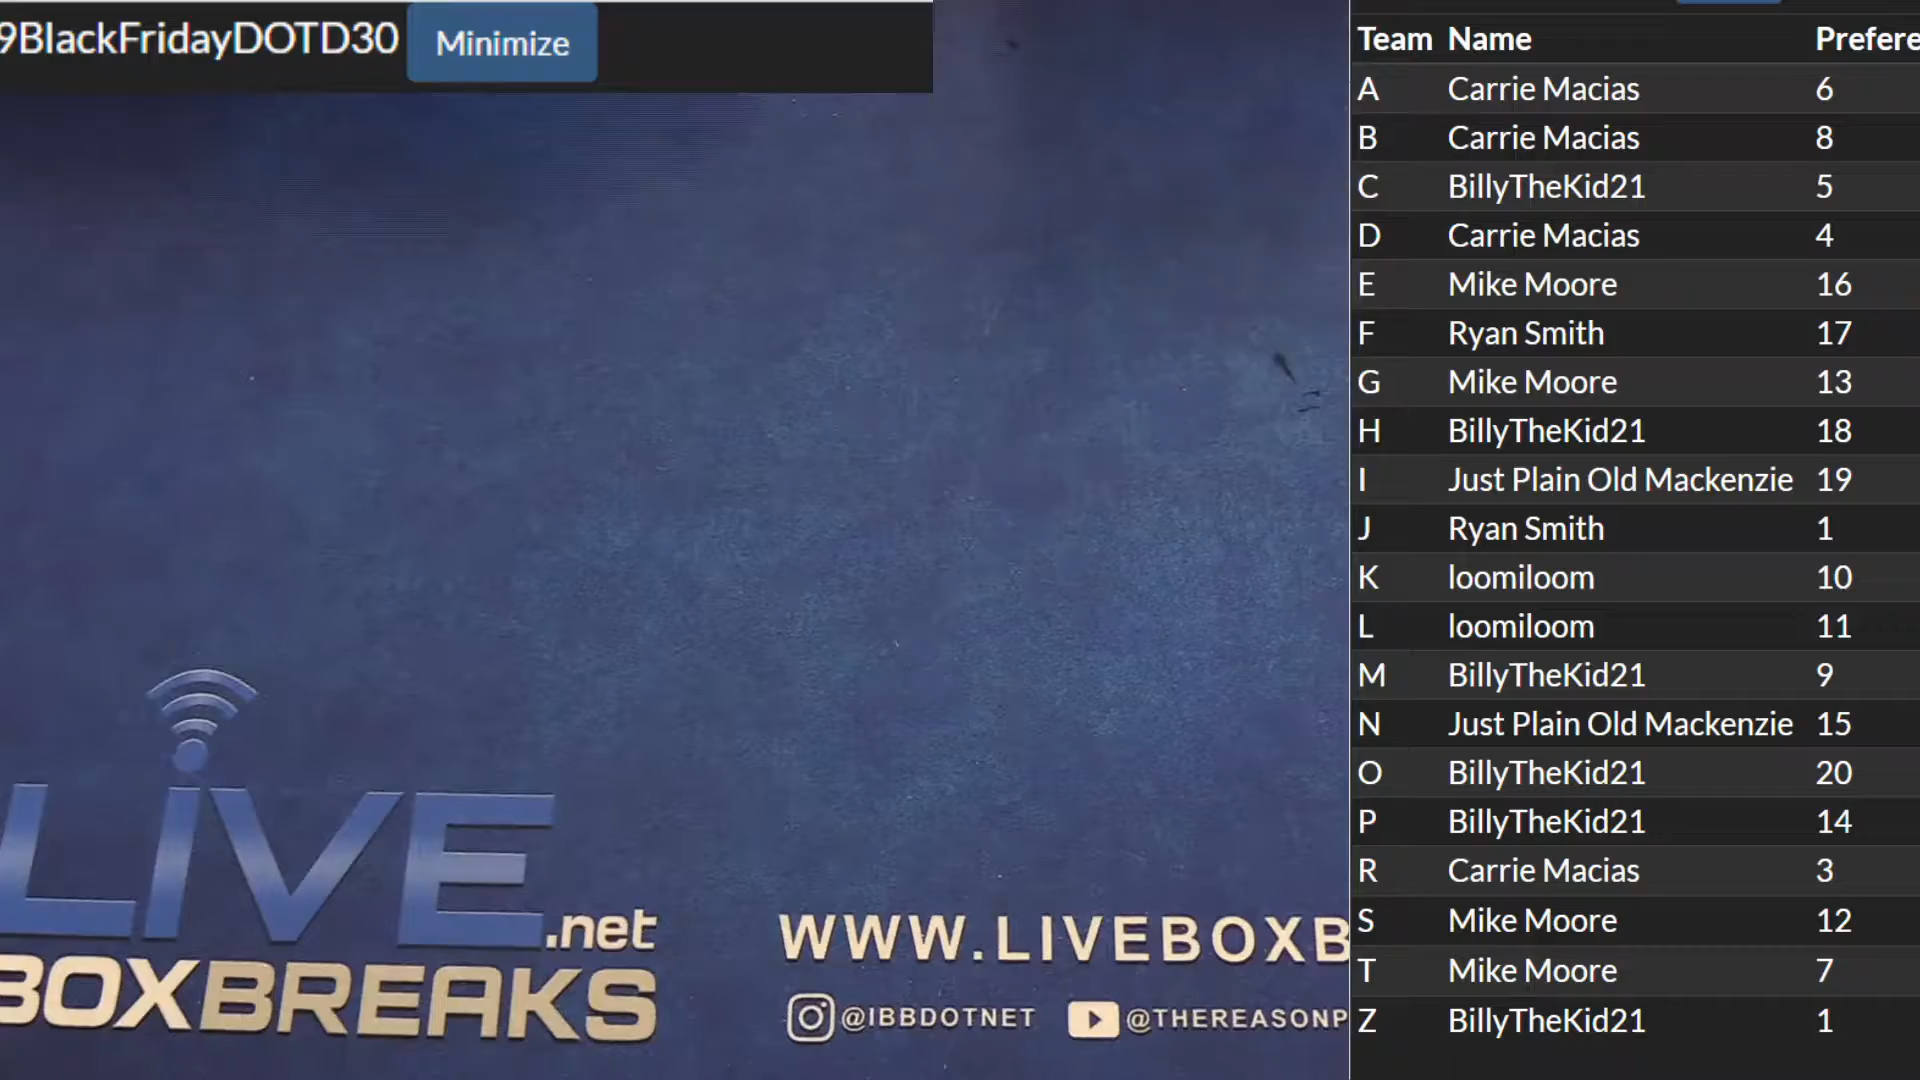 9BlackFridayDOTD30 Minimize
Team Name Prefere
A Carrie Macias 6
B Carrie Macias 8
C BillyTheKid21 5
D Carrie Macias 4
E Mike Moore 16
F Ryan Smith 17
G Mike Moore 13
H BillyTheKid21 18
I Just Plain Old Mackenzie 19
J Ryan Smith 1
K loomiloom 10
L loomiloom 11
M BillyTheKid21 9
N Just Plain Old Mackenzie 15
O BillyTheKid21 20
P BillyTheKid21 14
R Carrie Macias 3
S Mike Moore 12
T Mike Moore 7
Z BillyTheKid21 1
LIVE.net
BOXBREAKS
WWW.LIVEBOXB
@IBBDOTNET @THEREASONP